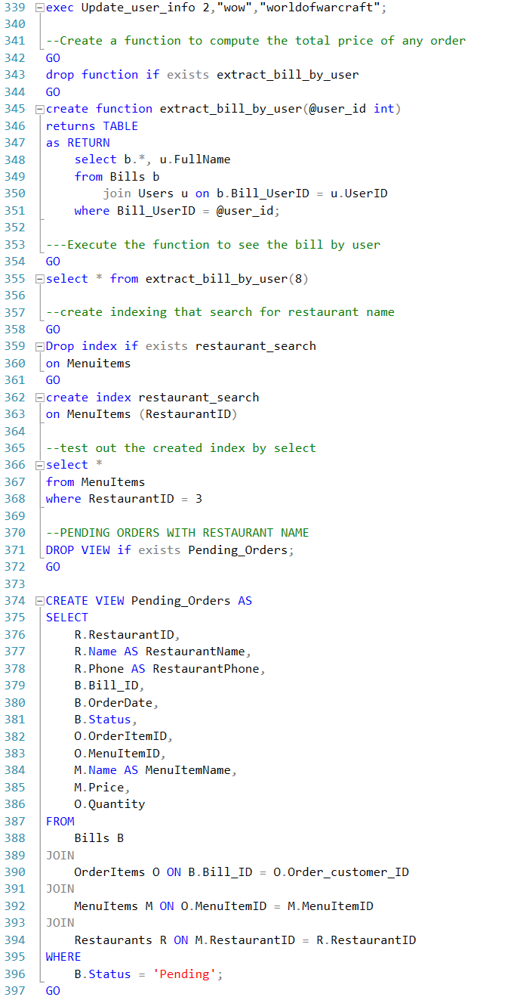 339 exec Update_user_info 2,"wow","worldofwarcraft";
340
341 --Create a function to compute the total price of any order
342 GO
343 drop function if exists extract_bill_by_user
344 GO
345 create function extract_bill_by_user(@user_id int)
346 returns TABLE
347 as RETURN
348     select b.*, u.FullName
349     from Bills b
350         join Users u on b.Bill_UserID = u.UserID
351     where Bill_UserID = @user_id;
352
353 ---Execute the function to see the bill by user
354 GO
355 select * from extract_bill_by_user(8)
356
357 --create indexing that search for restaurant name
358 GO
359 Drop index if exists restaurant_search
360 on Menuitems
361 GO
362 create index restaurant_search
363 on MenuItems (RestaurantID)
364
365 --test out the created index by select
366 select *
367 from MenuItems
368 where RestaurantID = 3
369
370 --PENDING ORDERS WITH RESTAURANT NAME
371 DROP VIEW if exists Pending_Orders;
372 GO
373
374 CREATE VIEW Pending_Orders AS
375 SELECT
376     R.RestaurantID,
377     R.Name AS RestaurantName,
378     R.Phone AS RestaurantPhone,
379     B.Bill_ID,
380     B.OrderDate,
381     B.Status,
382     O.OrderItemID,
383     O.MenuItemID,
384     M.Name AS MenuItemName,
385     M.Price,
386     O.Quantity
387 FROM
388     Bills B
389 JOIN
390     OrderItems O ON B.Bill_ID = O.Order_customer_ID
391 JOIN
392     MenuItems M ON O.MenuItemID = M.MenuItemID
393 JOIN
394     Restaurants R ON M.RestaurantID = R.RestaurantID
395 WHERE
396     B.Status = 'Pending';
397 GO